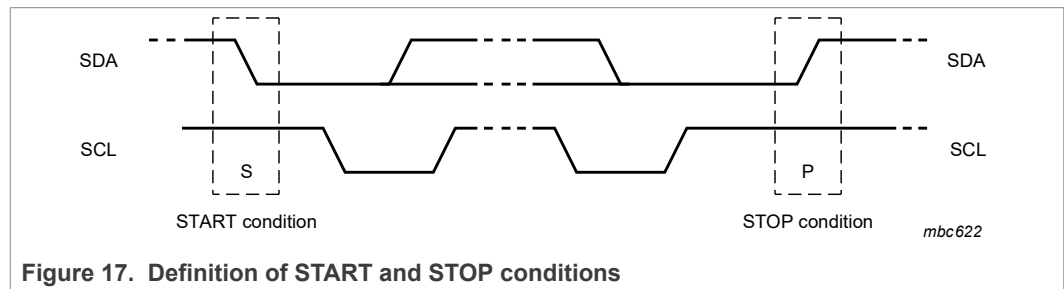 SDA
SDA
SCL
SCL
S
P
START condition
STOP condition
mbc622
Figure 17. Definition of START and STOP conditions